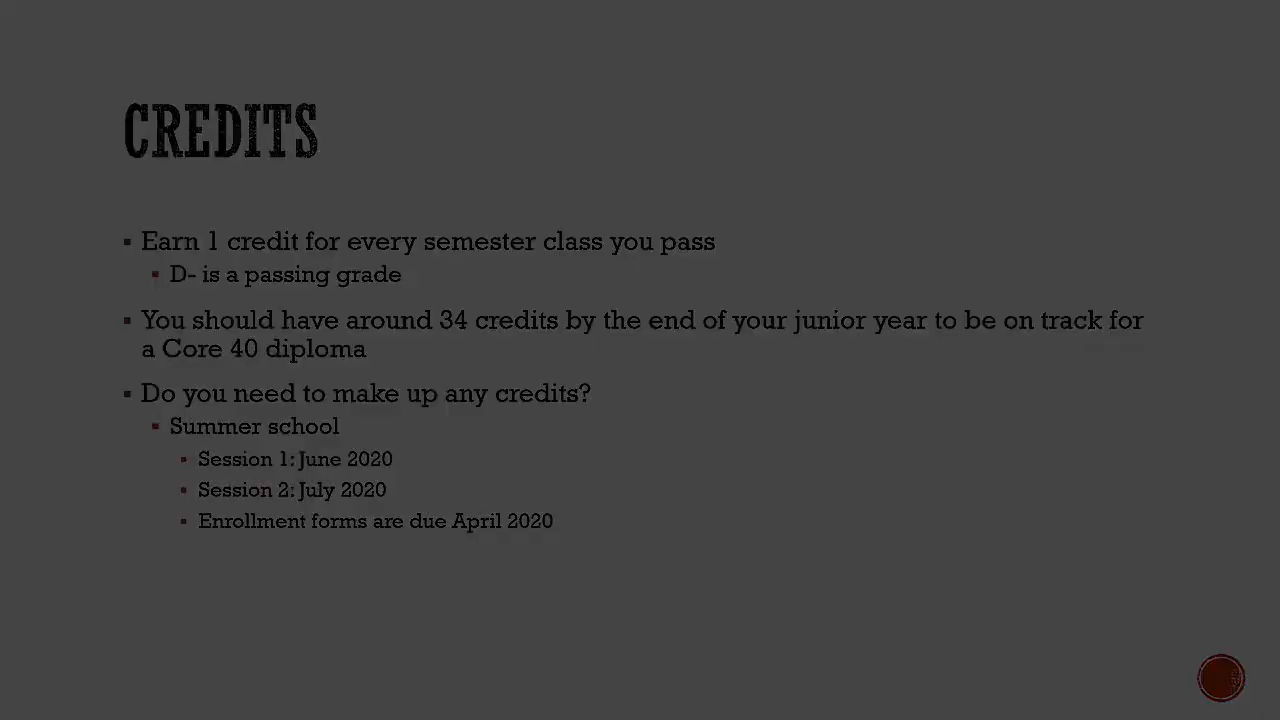 CREDITS
Earn 1 credit for every semester class you pass
D- is a passing grade
You should have around 34 credits by the end of your junior year to be on track for
a Core 40 diploma
Do you need to make up any credits?
Summer school
Session 1: June 2020
Session 2: July 2020
Enrollment forms are due April 2020